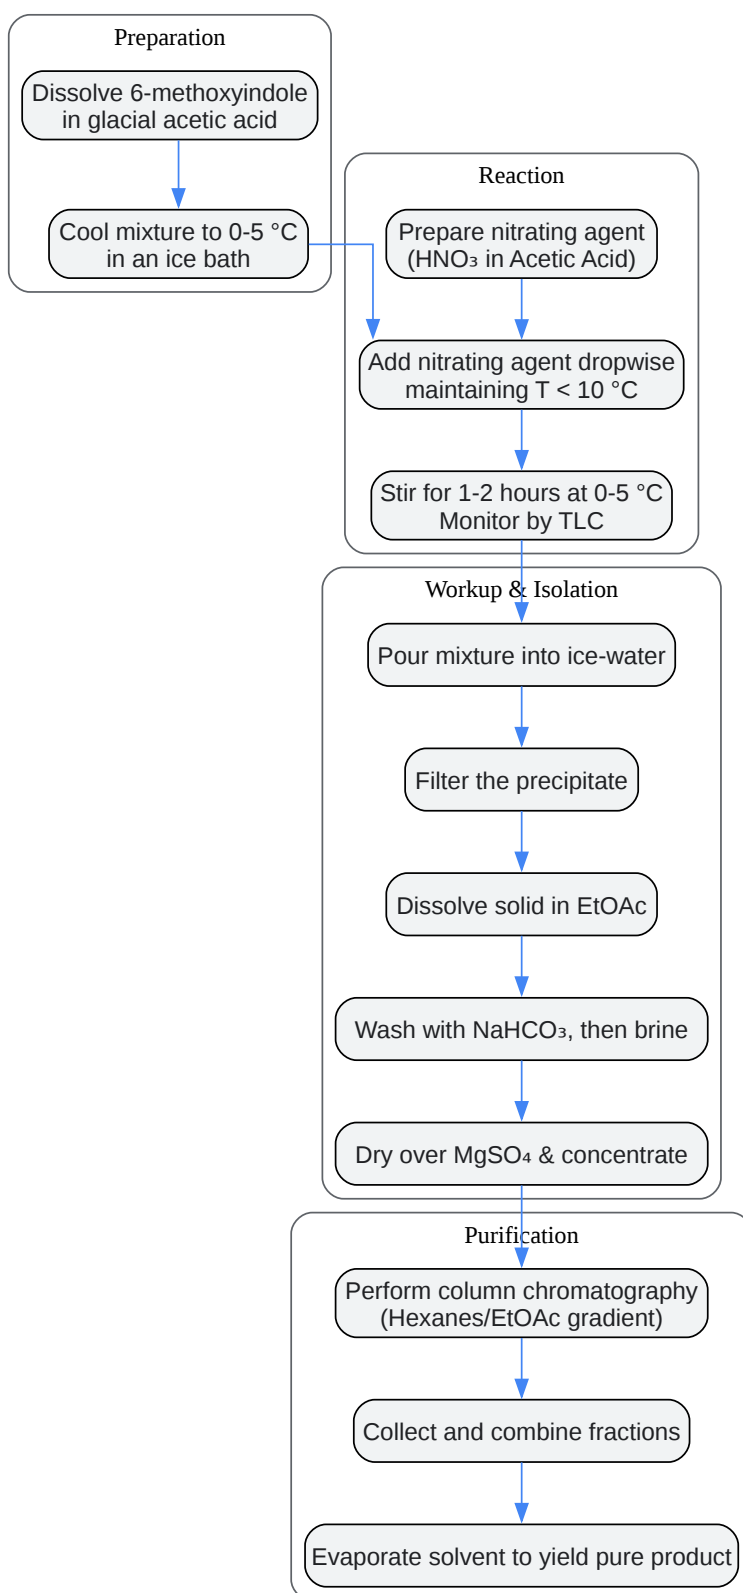 Preparation
Dissolve 6-methoxyindole
in glacial acetic acid
Cool mixture to 0-5 °C
in an ice bath
Reaction
Prepare nitrating agent
(HNO₃ in Acetic Acid)
Add nitrating agent dropwise
maintaining T < 10 °C
Stir for 1-2 hours at 0-5 °C
Monitor by TLC
Workup & Isolation
Pour mixture into ice-water
Filter the precipitate
Dissolve solid in EtOAc
Wash with NaHCO₃, then brine
Dry over MgSO₄ & concentrate
Purification
Perform column chromatography
(Hexanes/EtOAc gradient)
Collect and combine fractions
Evaporate solvent to yield pure product